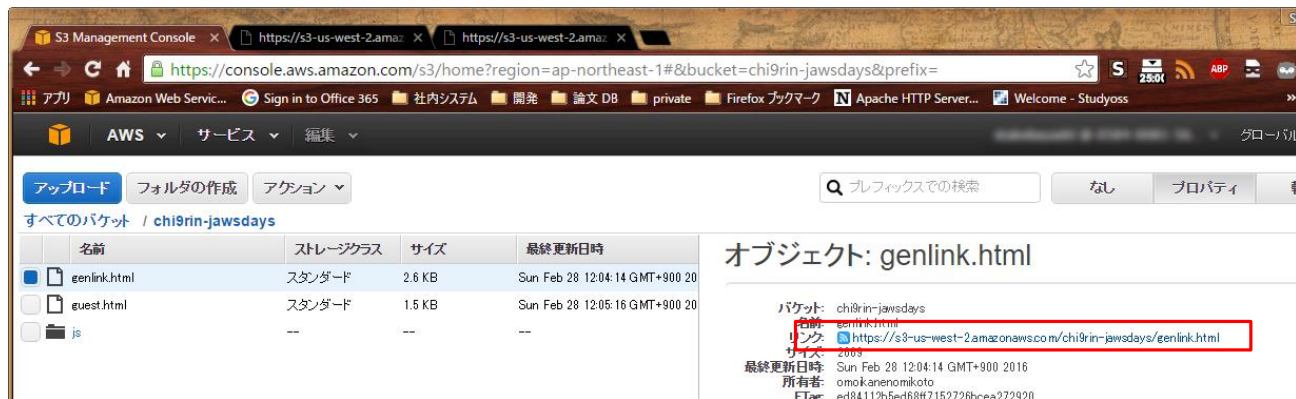 S3 Management Console × https://s3-us-west-2.amaz × https://s3-us-west-2.amaz ×
https://console.aws.amazon.com/s3/home?region=ap-northeast-1#&bucket=chi9rin-jawsdays&prefix= S 25:0 ABP
アプリ Amazon Web Servic... Sign in to Office 365 社内システム 開発 論文 DB private Firefox ブックマーク N Apache HTTP Server... Welcome - Studyoss »
AWS サービス 編集 グローバル
アップロード フォルダの作成 アクション プレフィックスでの検索 なし プロパティ
すべてのバケット / chi9rin-jawsdays
名前 ストレージクラス サイズ 最終更新日時
オブジェクト: genlink.html
genlink.html スタンダード 2.6 KB Sun Feb 28 12:04:14 GMT+900 20
guest.html スタンダード 1.5 KB Sun Feb 28 12:05:16 GMT+900 20
js -- -- --
バケット: chi9rin-jawsdays
名前: genlink.html
リンク: https://s3-us-west-2.amazonaws.com/chi9rin-jawsdays/genlink.html
サイズ: 2669
最終更新日時: Sun Feb 28 12:04:14 GMT+900 2016
所有者: omoikanenomikoto
ETag: ed84112b5ed68ff7152726bcea272920